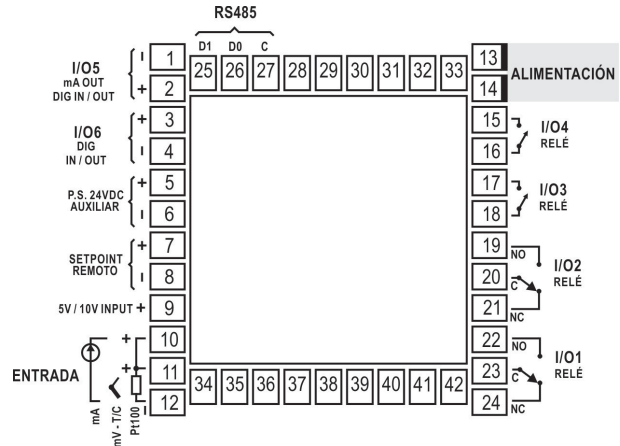 RS485
D1 D0 C
1 25 26 27 28 29 30 31 32 33 13
I/O5
mA OUT
DIG IN / OUT
-
+ 2
14
ALIMENTACIÓN
I/O6
DIG
IN / OUT
+ 3
- 4
15
16
I/O4
RELÉ
P.S. 24VDC
AUXILIAR
+ 5
- 6
17
18
I/O3
RELÉ
SETPOINT
REMOTO
+ 7
- 8
19 NO
20 C
21 NC
I/O2
RELÉ
5V / 10V INPUT + 9
ENTRADA
+ 10
+ 11
- 12
mA
mV - T/C
Pt100
22 NO
23 C
24 NC
I/O1
RELÉ
34 35 36 37 38 39 40 41 42